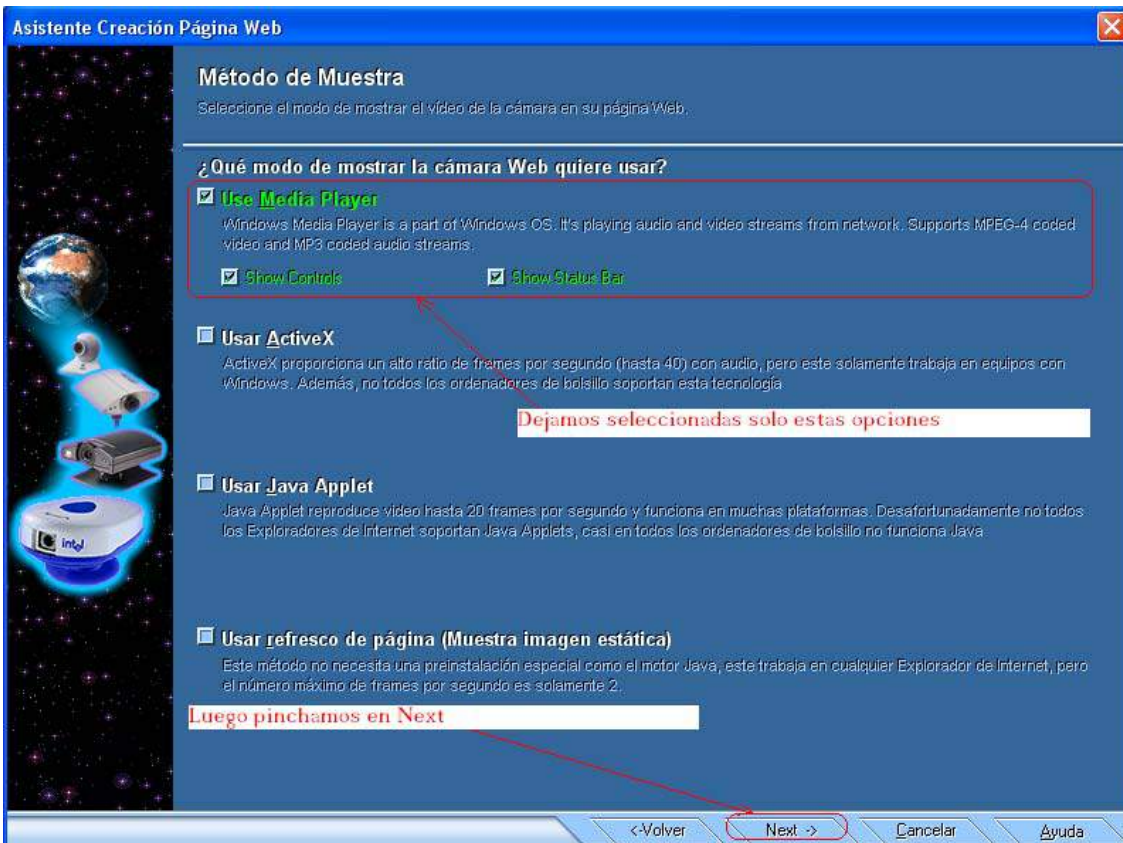 Asistente Creación Página Web
Método de Muestra
Seleccione el modo de mostrar el vídeo de la cámara en su página Web.
¿Qué modo de mostrar la cámara Web quiere usar?
Use Media Player
Windows Media Player is a part of Windows OS. It's playing audio and video streams from network. Supports MPEG-4 coded
video and MP3 coded audio streams.
Show Controls Show Status Bar
Usar ActiveX
ActiveX proporciona un alto ratio de frames por segundo (hasta 40) con audio, pero este solamente trabaja en equipos con
Windows. Además, no todos los ordenadores de bolsillo soportan esta tecnología
Dejamos seleccionadas solo estas opciones
Usar Java Applet
Java Applet reproduce video hasta 20 frames por segundo y funciona en muchas plataformas. Desafortunadamente no todos
los Exploradores de Internet soportan Java Applets, casi en todos los ordenadores de bolsillo no funciona Java
intel
Usar refresco de página (Muestra imagen estática)
Este método no necesita una preinstalación especial como el motor Java, este trabaja en cualquier Explorador de Internet, pero
el número máximo de frames por segundo es solamente 2.
Luego pinchamos en Next
<-Volver Next -> Cancelar Ayuda